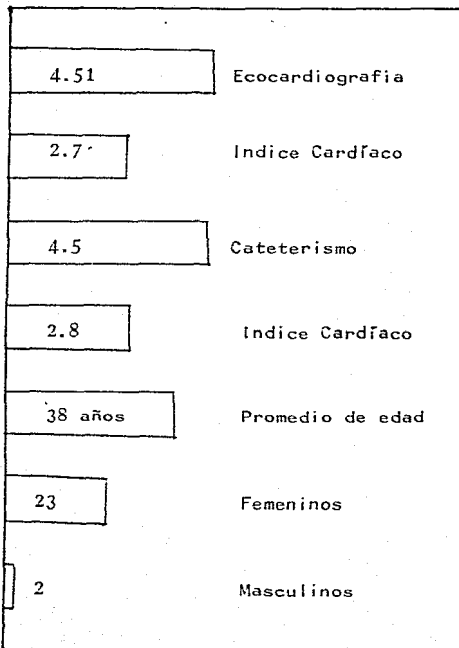 4.51 Ecocardiografia
2.7 Indice Cardíaco
4.5 Cateterismo
2.8 Indice Cardíaco
38 años Promedio de edad
23 Femeninos
2 Masculinos